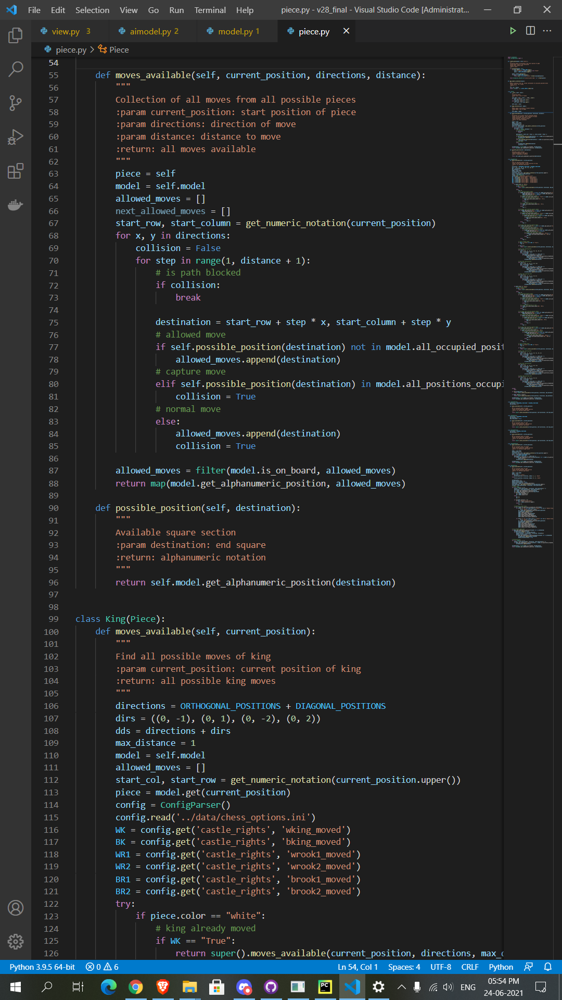 File Edit Selection View Go Run Terminal Help piece.py - v28_final - Visual Studio Code [Administrat...
view.py 3 aimodel.py 2 model.py 1 piece.py
piece.py > Piece
54
55 def moves_available(self, current_position, directions, distance):
56 """
57 Collection of all moves from all possible pieces
58 :param current_position: start position of piece
59 :param directions: direction of move
60 :param distance: distance to move
61 :return: all moves available
62 """
63 piece = self
64 model = self.model
65 allowed_moves = []
66 next_allowed_moves = []
67 start_row, start_column = get_numeric_notation(current_position)
68 for x, y in directions:
69 collision = False
70 for step in range(1, distance + 1):
71 # is path blocked
72 if collision:
73 break
74
75 destination = start_row + step * x, start_column + step * y
76 # allowed move
77 if self.possible_position(destination) not in model.all_occupied_posit
78 allowed_moves.append(destination)
79 # capture move
80 elif self.possible_position(destination) in model.all_positions_occupi
81 collision = True
82 # normal move
83 else:
84 allowed_moves.append(destination)
85 collision = True
86
87 allowed_moves = filter(model.is_on_board, allowed_moves)
88 return map(model.get_alphanumeric_position, allowed_moves)
89
90 def possible_position(self, destination):
91 """
92 Available square section
93 :param destination: end square
94 :return: alphanumeric notation
95 """
96 return self.model.get_alphanumeric_position(destination)
97
98
99 class King(Piece):
100 def moves_available(self, current_position):
101 """
102 Find all possible moves of king
103 :param current_position: current position of king
104 :return: all possible king moves
105 """
106 directions = ORTHOGONAL_POSITIONS + DIAGONAL_POSITIONS
107 dirs = ((0, -1), (0, 1), (0, -2), (0, 2))
108 dds = directions + dirs
109 max_distance = 1
110 model = self.model
111 allowed_moves = []
112 start_col, start_row = get_numeric_notation(current_position.upper())
113 piece = model.get(current_position)
114 config = ConfigParser()
115 config.read('../data/chess_options.ini')
116 WK = config.get('castle_rights', 'wking_moved')
117 BK = config.get('castle_rights', 'bking_moved')
118 WR1 = config.get('castle_rights', 'wrook1_moved')
119 WR2 = config.get('castle_rights', 'wrook2_moved')
120 BR1 = config.get('castle_rights', 'brook1_moved')
121 BR2 = config.get('castle_rights', 'brook2_moved')
122 try:
123 if piece.color == "white":
124 # king already moved
125 if WK == "True":
126 return super().moves_available(current_position, directions, max_d
Python 3.9.5 64-bit 0 6 Ln 54, Col 1 Spaces: 4 UTF-8 CRLF Python
PC ENG 05:54 PM
24-06-2021